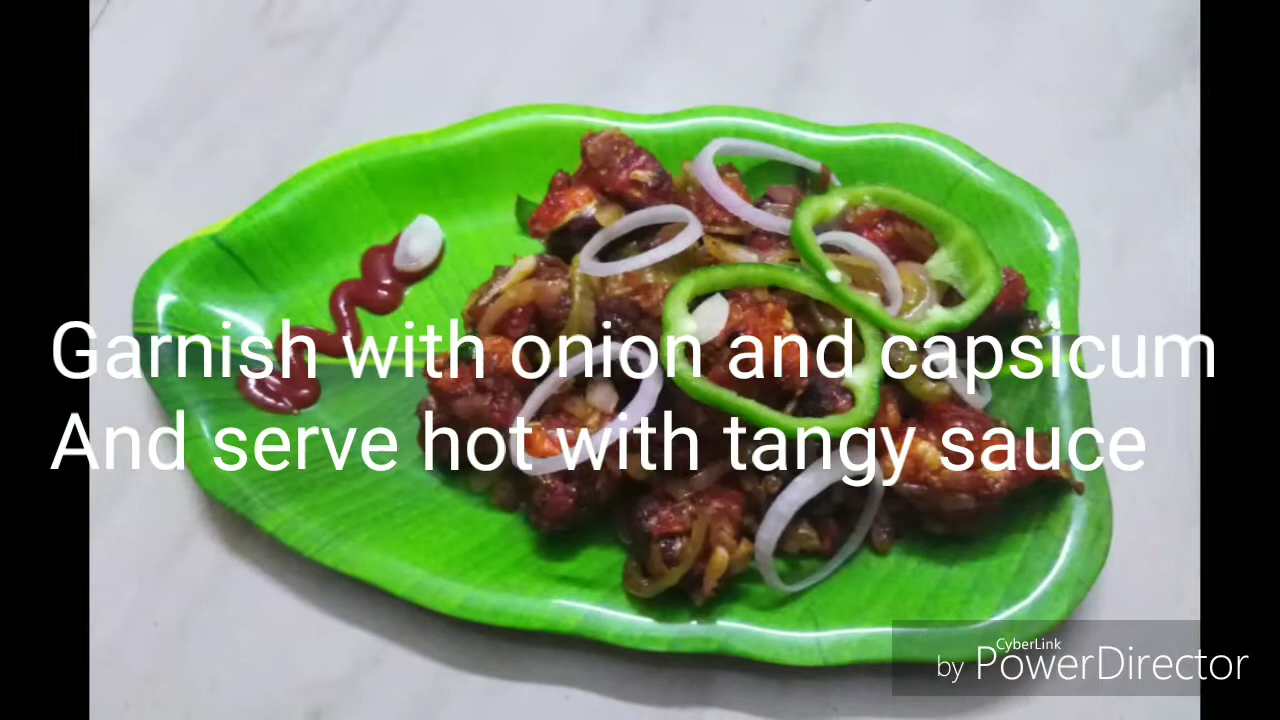 Garnish with onion and capsicum
And serve hot with tangy sauce
CyberLink
by PowerDirector